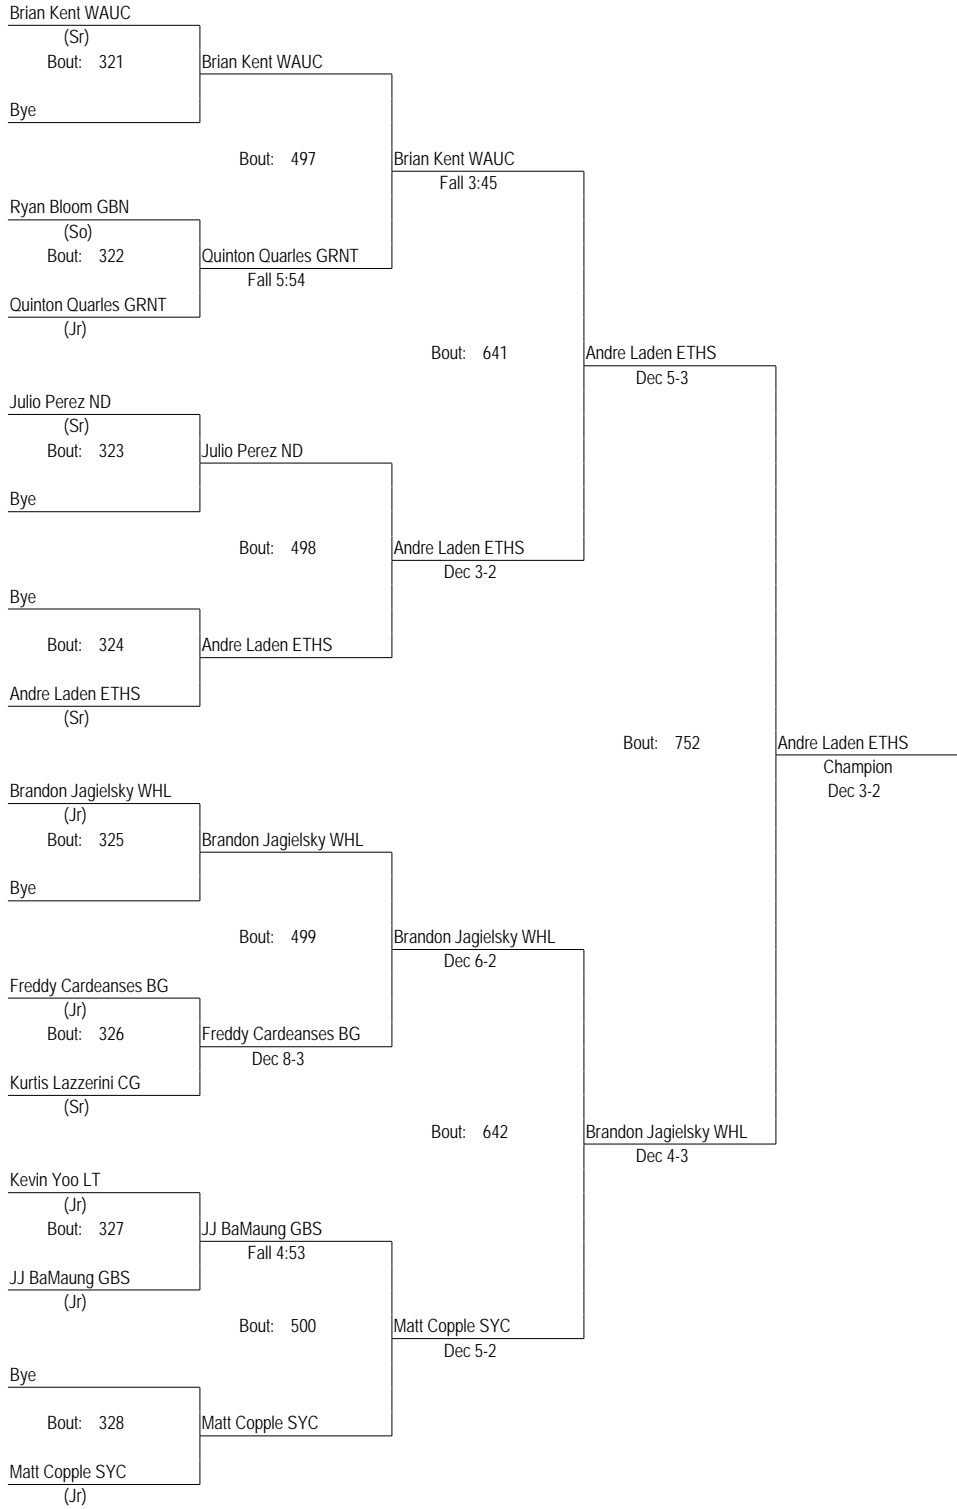 Brian Kent WAUC
(Sr)
Bout: 321
Brian Kent WAUC
Bye
Bout: 497
Brian Kent WAUC
Fall 3:45
Ryan Bloom GBN
(So)
Bout: 322
Quinton Quarles GRNT
Fall 5:54
Quinton Quarles GRNT
(Jr)
Bout: 641
Andre Laden ETHS
Dec 5-3
Julio Perez ND
(Sr)
Bout: 323
Julio Perez ND
Bye
Bout: 498
Andre Laden ETHS
Dec 3-2
Bye
Bout: 324
Andre Laden ETHS
Andre Laden ETHS
(Sr)
Bout: 752
Andre Laden ETHS
Champion
Dec 3-2
Brandon Jagielsky WHL
(Jr)
Bout: 325
Brandon Jagielsky WHL
Bye
Bout: 499
Brandon Jagielsky WHL
Dec 6-2
Freddy Cardeanses BG
(Jr)
Bout: 326
Freddy Cardeanses BG
Dec 8-3
Kurtis Lazzerini CG
(Sr)
Bout: 642
Brandon Jagielsky WHL
Dec 4-3
Kevin Yoo LT
(Jr)
Bout: 327
JJ BaMaung GBS
Fall 4:53
JJ BaMaung GBS
(Jr)
Bout: 500
Matt Copple SYC
Dec 5-2
Bye
Bout: 328
Matt Copple SYC
Matt Copple SYC
(Jr)